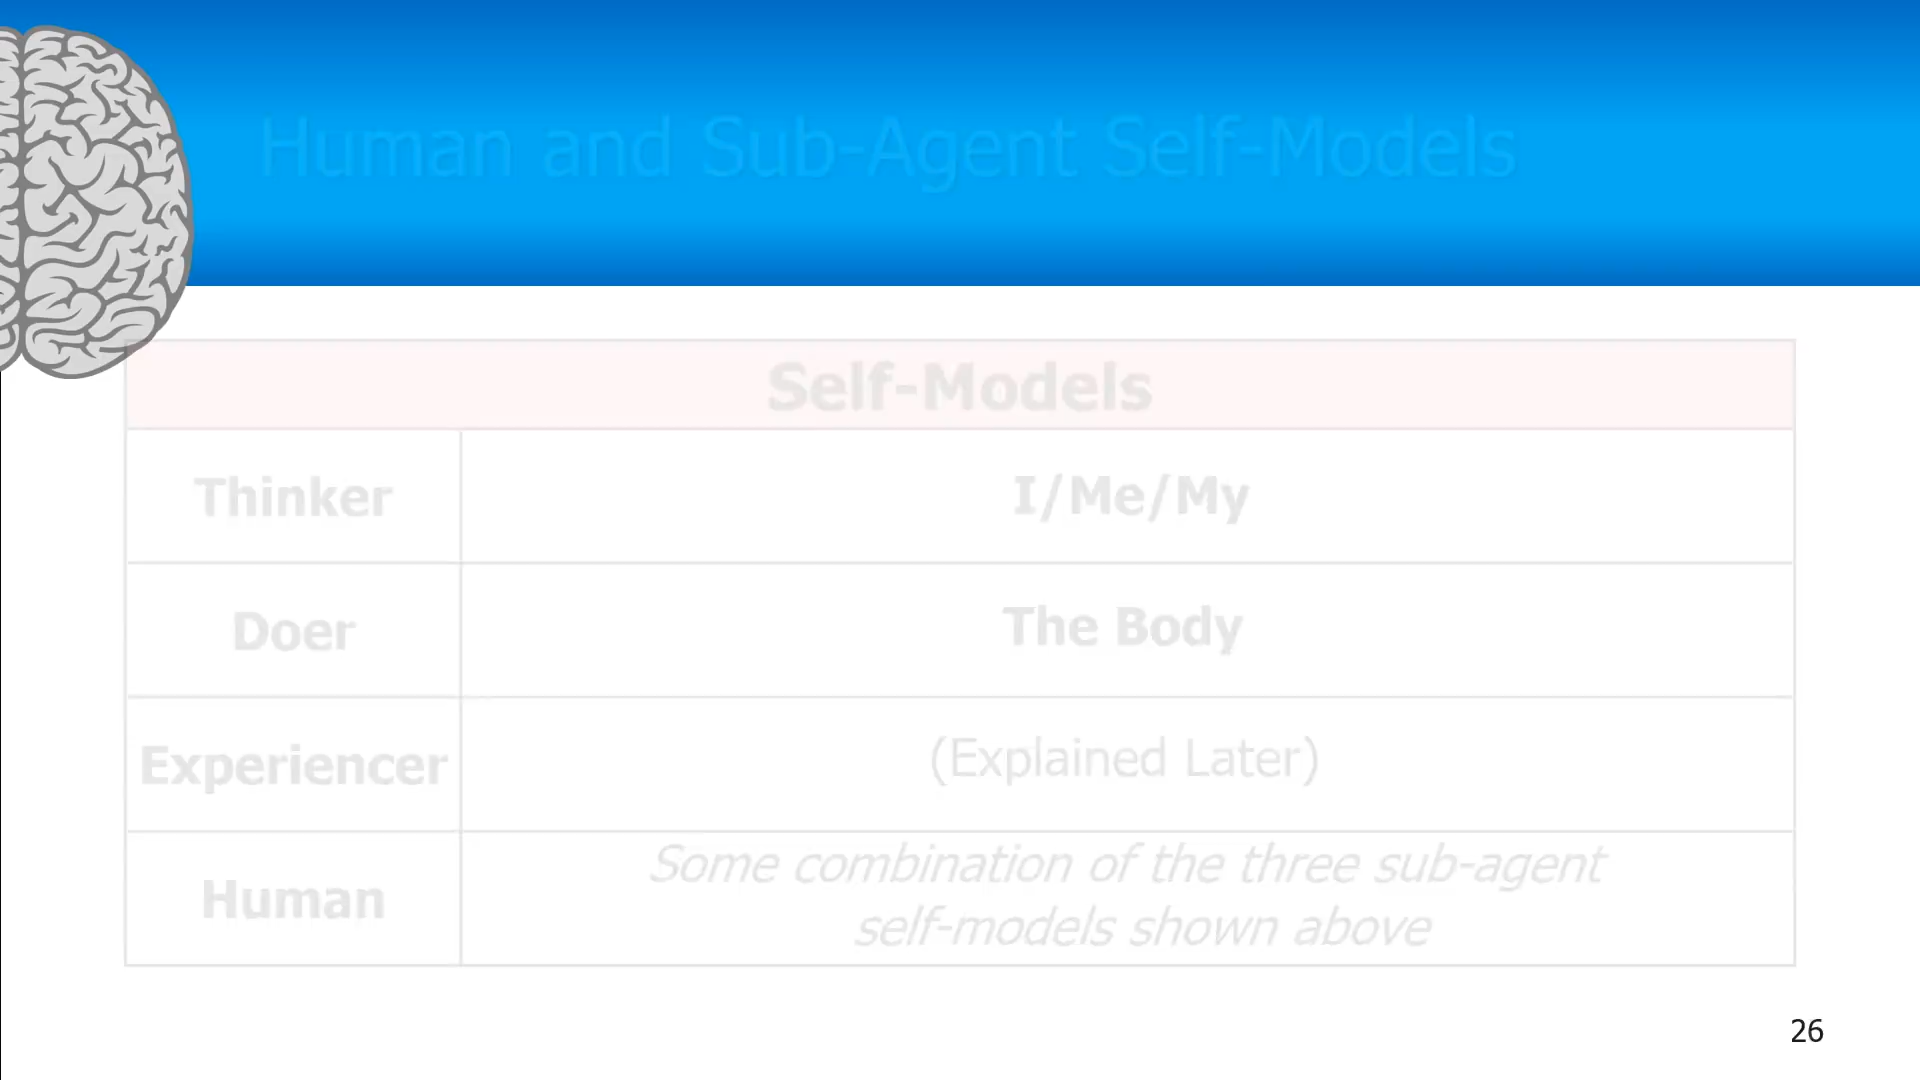 Human and Sub-Agent Self-Models
Self-Models
Thinker
I/Me/My
Doer
The Body
Experiencer
(Explained Later)
Human
Some combination of the three sub-agent
self-models shown above
26